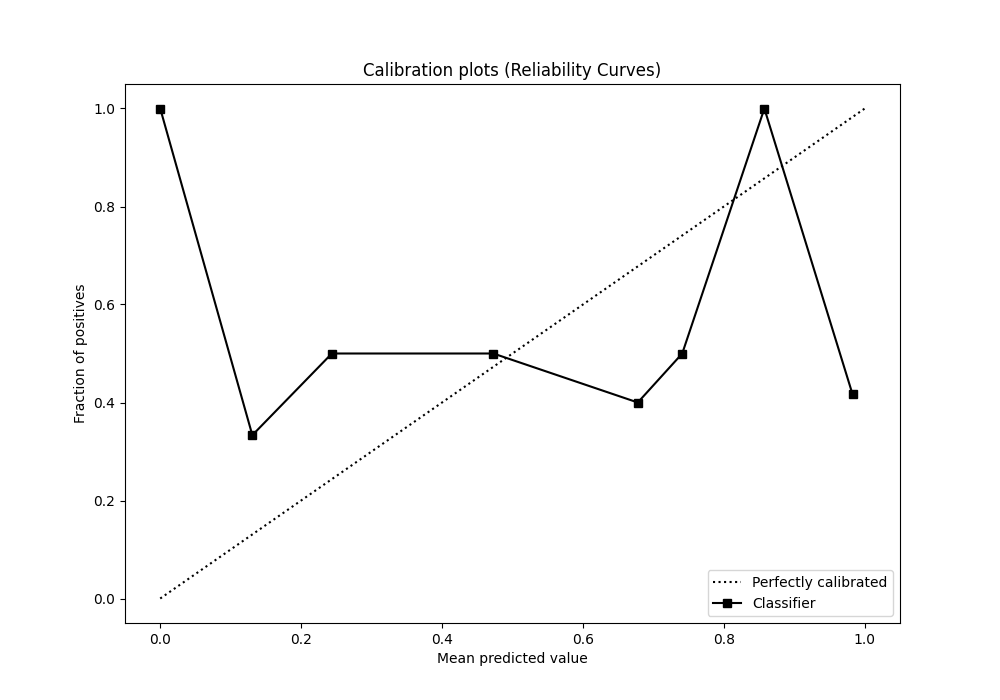 Calibration plots (Reliability Curves)
1.0
0.8
0.6
0.4
0.2
0.0
Fraction of positives
0.0 0.2 0.4 0.6 0.8 1.0
Mean predicted value
Perfectly calibrated
Classifier